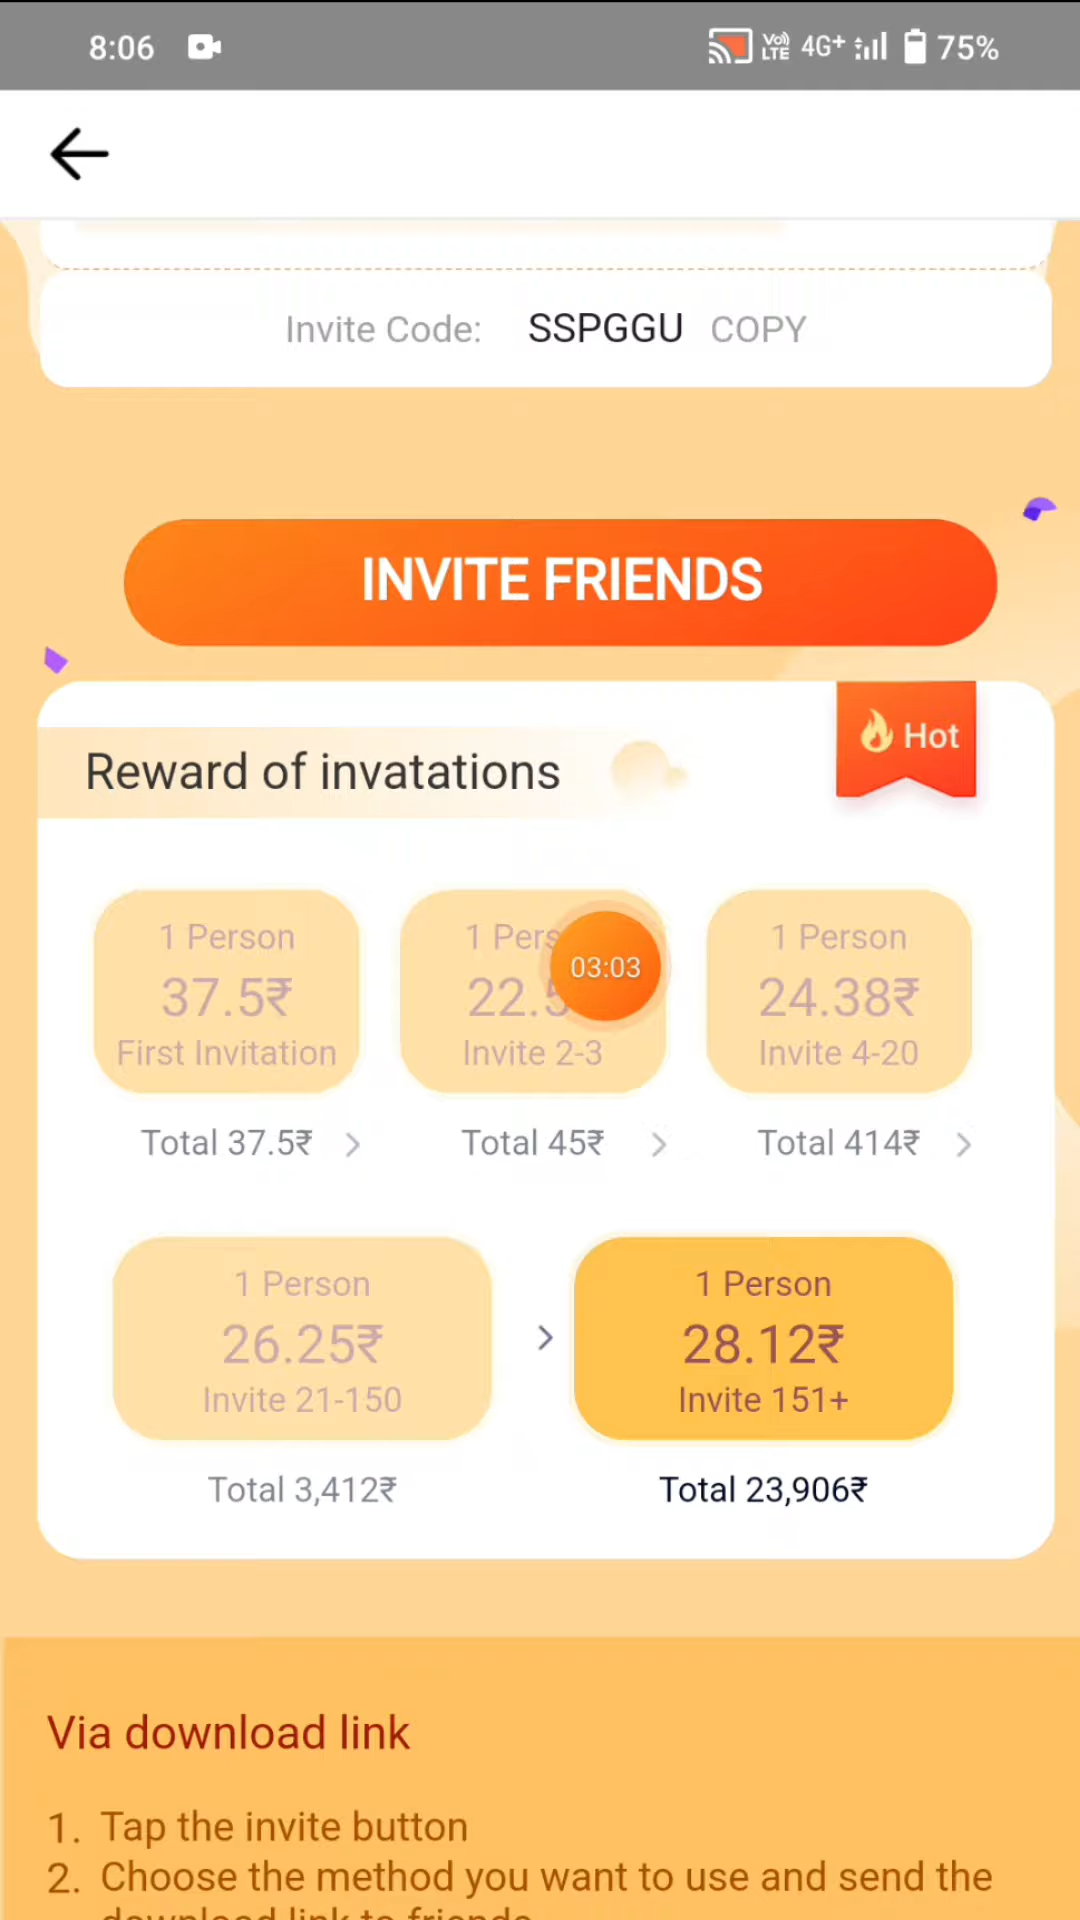 8:06 Vo) LTE 4G+ 75%
Invite Code: SSPGGU COPY
INVITE FRIENDS
Hot
Reward of invatations
1 Person 1 Pers 1 Person
37.5₹ 22.5 24.38₹
03:03
First Invitation Invite 2-3 Invite 4-20
Total 37.5₹ > Total 45₹ > Total 414₹ >
1 Person 1 Person
26.25₹ > 28.12₹
Invite 21-150 Invite 151+
Total 3,412₹ Total 23,906₹
Via download link
1. Tap the invite button
2. Choose the method you want to use and send the
download link to friends